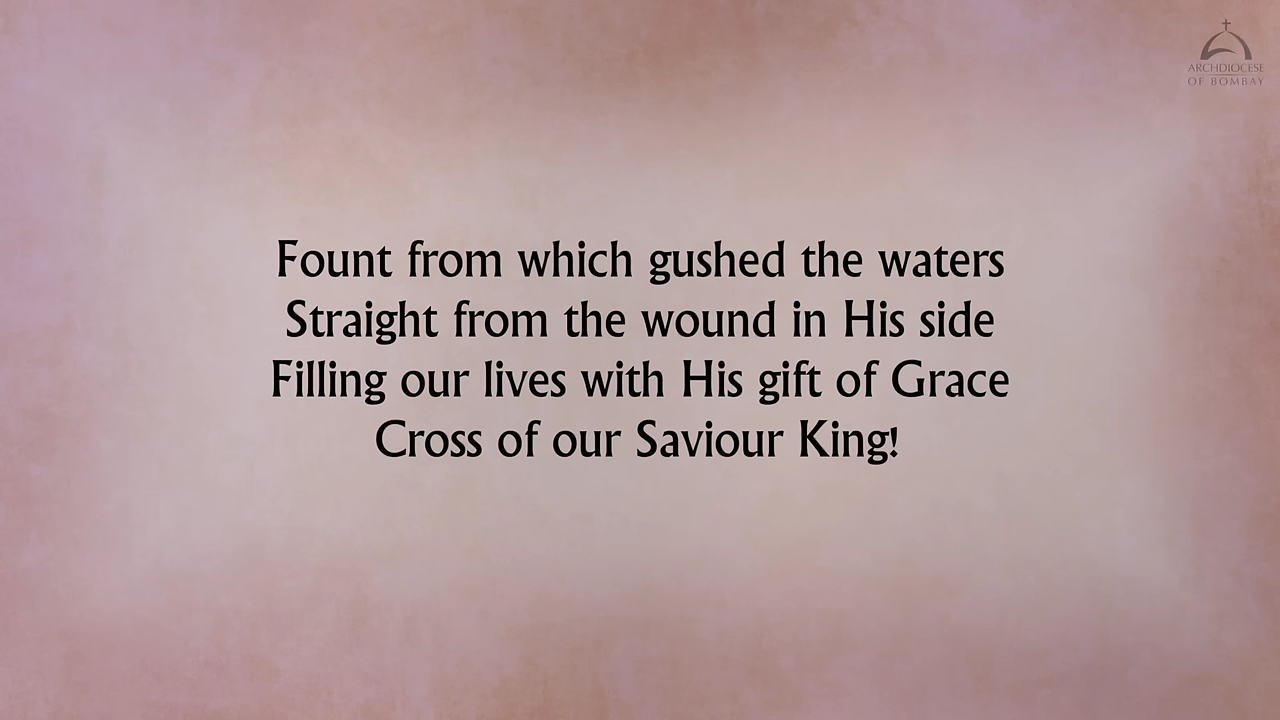 ARCHDIOCESE
OF BOMBAY
Fount from which gushed the waters
Straight from the wound in His side
Filling our lives with His gift of Grace
Cross of our Saviour King!